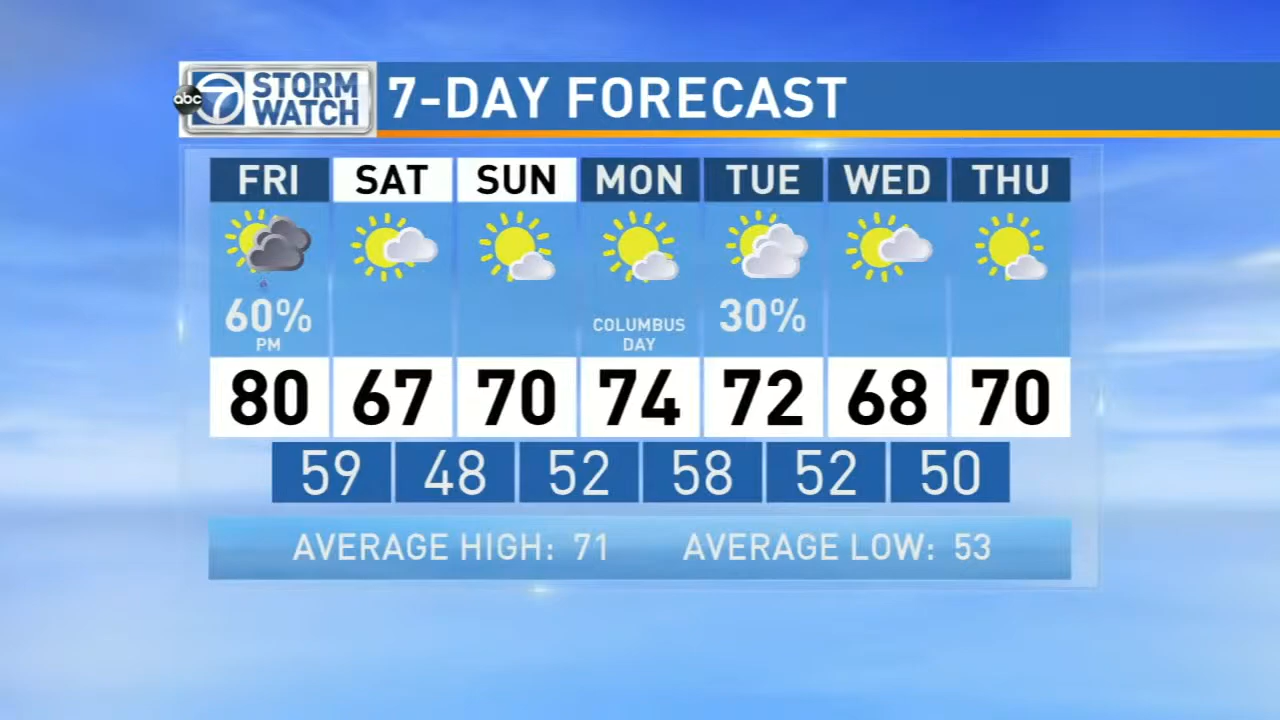 abc 7 STORM WATCH
7-DAY FORECAST
FRI SAT SUN MON TUE WED THU
60% 30%
PM COLUMBUS DAY
80 67 70 74 72 68 70
59 48 52 58 52 50
AVERAGE HIGH: 71 AVERAGE LOW: 53